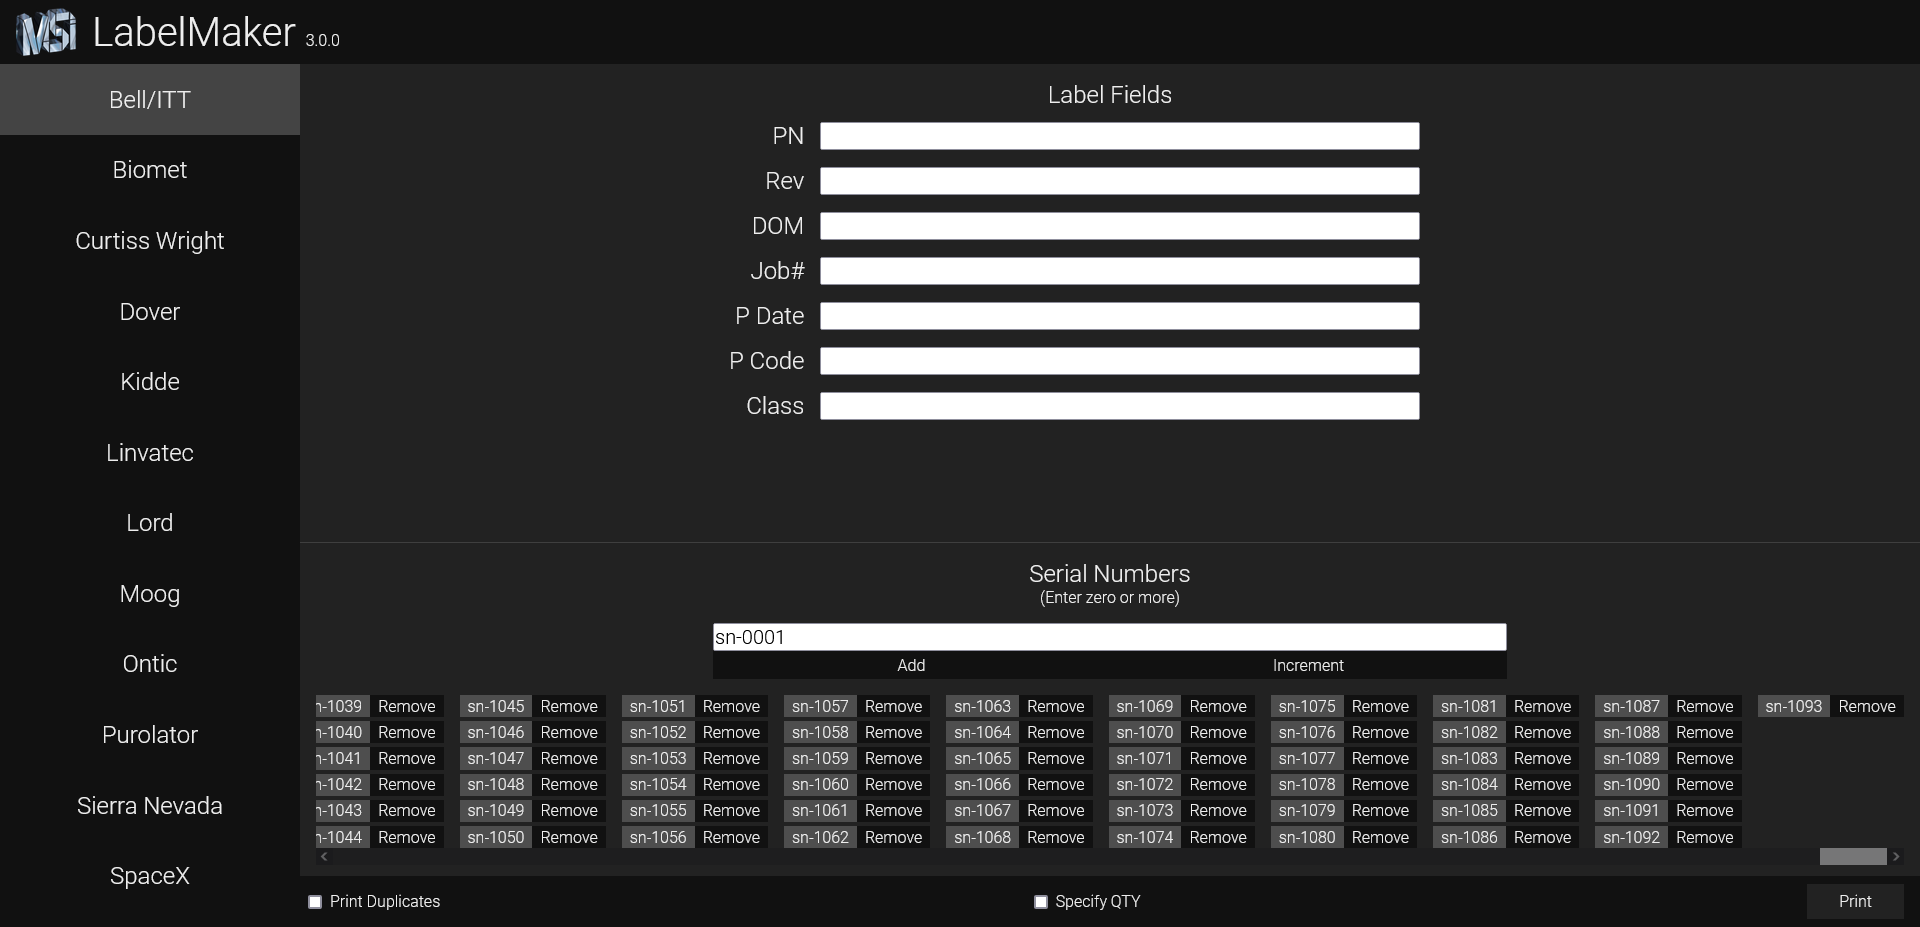 MSI LabelMaker 3.0.0
Bell/ITT
Biomet
Curtiss Wright
Dover
Kidde
Linvatec
Lord
Moog
Ontic
Purolator
Sierra Nevada
SpaceX
Label Fields
PN
Rev
DOM
Job#
P Date
P Code
Class
Serial Numbers
(Enter zero or more)
sn-0001
Add Increment
n-1039 Remove sn-1045 Remove sn-1051 Remove sn-1057 Remove sn-1063 Remove sn-1069 Remove sn-1075 Remove sn-1081 Remove sn-1087 Remove sn-1093 Remove
n-1040 Remove sn-1046 Remove sn-1052 Remove sn-1058 Remove sn-1064 Remove sn-1070 Remove sn-1076 Remove sn-1082 Remove sn-1088 Remove
n-1041 Remove sn-1047 Remove sn-1053 Remove sn-1059 Remove sn-1065 Remove sn-1071 Remove sn-1077 Remove sn-1083 Remove sn-1089 Remove
n-1042 Remove sn-1048 Remove sn-1054 Remove sn-1060 Remove sn-1066 Remove sn-1072 Remove sn-1078 Remove sn-1084 Remove sn-1090 Remove
n-1043 Remove sn-1049 Remove sn-1055 Remove sn-1061 Remove sn-1067 Remove sn-1073 Remove sn-1079 Remove sn-1085 Remove sn-1091 Remove
n-1044 Remove sn-1050 Remove sn-1056 Remove sn-1062 Remove sn-1068 Remove sn-1074 Remove sn-1080 Remove sn-1086 Remove sn-1092 Remove
Print Duplicates Specify QTY Print